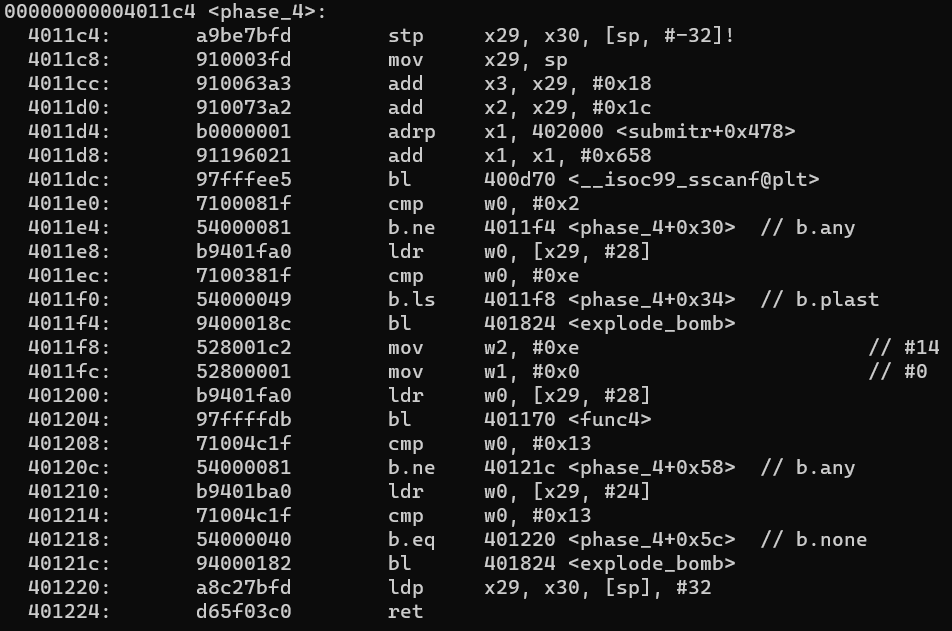 00000000004011c4 <phase_4>:
4011c4: a9be7bfd stp x29, x30, [sp, #-32]!
4011c8: 910003fd mov x29, sp
4011cc: 910063a3 add x3, x29, #0x18
4011d0: 910073a2 add x2, x29, #0x1c
4011d4: b0000001 adrp x1, 402000 <submitr+0x478>
4011d8: 91196021 add x1, x1, #0x658
4011dc: 97fffee5 bl 400d70 <__isoc99_sscanf@plt>
4011e0: 7100081f cmp w0, #0x2
4011e4: 54000081 b.ne 4011f4 <phase_4+0x30> // b.any
4011e8: b9401fa0 ldr w0, [x29, #28]
4011ec: 7100381f cmp w0, #0xe
4011f0: 54000049 b.ls 4011f8 <phase_4+0x34> // b.plast
4011f4: 9400018c bl 401824 <explode_bomb>
4011f8: 528001c2 mov w2, #0xe // #14
4011fc: 52800001 mov w1, #0x0 // #0
401200: b9401fa0 ldr w0, [x29, #28]
401204: 97ffffdb bl 401170 <func4>
401208: 71004c1f cmp w0, #0x13
40120c: 54000081 b.ne 40121c <phase_4+0x58> // b.any
401210: b9401ba0 ldr w0, [x29, #24]
401214: 71004c1f cmp w0, #0x13
401218: 54000040 b.eq 401220 <phase_4+0x5c> // b.none
40121c: 94000182 bl 401824 <explode_bomb>
401220: a8c27bfd ldp x29, x30, [sp], #32
401224: d65f03c0 ret